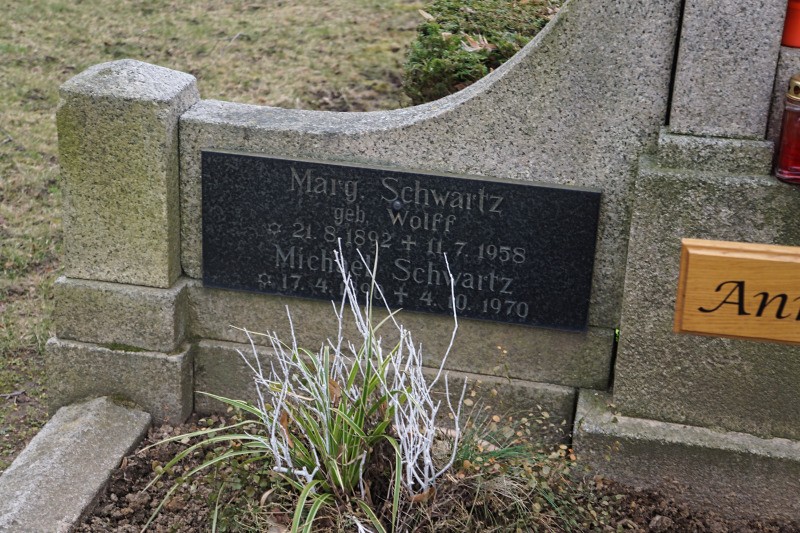 Marg. Schwartz
geb. Wolff
* 21. 8. 1892 + 11. 7. 1958
Schwartz
* 17. 4. + 4. 10. 1970